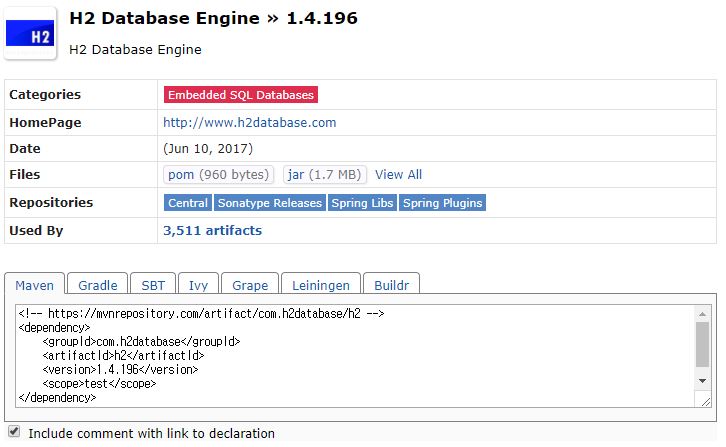 H2
H2 Database Engine » 1.4.196
H2 Database Engine
Categories Embedded SQL Databases
HomePage http://www.h2database.com
Date (Jun 10, 2017)
Files pom (960 bytes) jar (1.7 MB) View All
Repositories Central Sonatype Releases Spring Libs Spring Plugins
Used By 3,511 artifacts
Maven Gradle SBT Ivy Grape Leiningen Buildr
<!-- https://mvnrepository.com/artifact/com.h2database/h2 -->
<dependency>
    <groupId>com.h2database</groupId>
    <artifactId>h2</artifactId>
    <version>1.4.196</version>
    <scope>test</scope>
</dependency>
Include comment with link to declaration